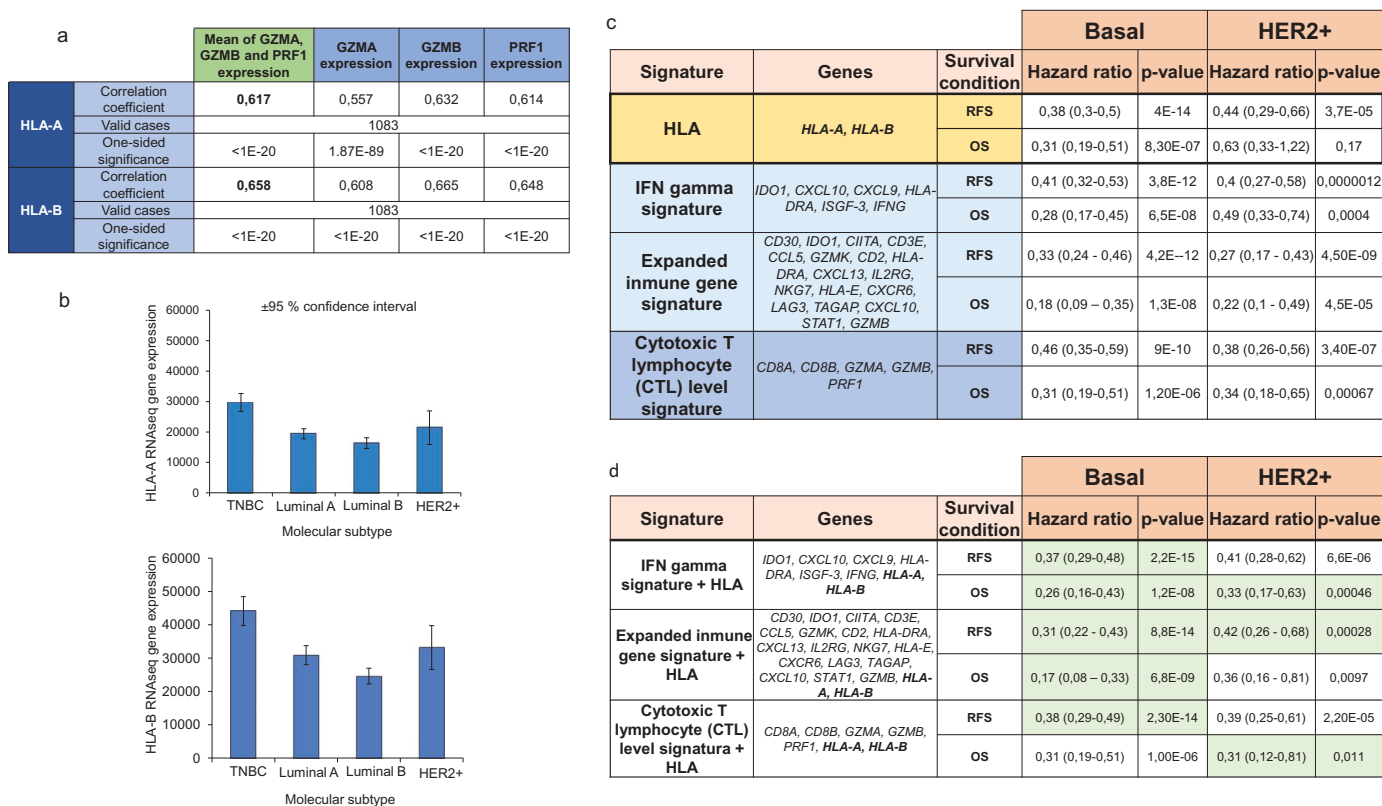 a
Mean of GZMA,
GZMB and PRF1
expression
GZMA
expression
GZMB
expression
PRF1
expression
HLA-A
Correlation
coefficient
0,617
0,557
0,632
0,614
Valid cases
1083
One-sided
significance
<1E-20
1.87E-89
<1E-20
<1E-20
HLA-B
Correlation
coefficient
0,658
0,608
0,665
0,648
Valid cases
1083
One-sided
significance
<1E-20
<1E-20
<1E-20
<1E-20
b
±95 % confidence interval
HLA-A RNAseq gene expression
60000
50000
40000
30000
20000
10000
0
TNBC
Luminal A
Luminal B
HER2+
Molecular subtype
HLA-B RNAseq gene expression
60000
50000
40000
30000
20000
10000
0
TNBC
Luminal A
Luminal B
HER2+
Molecular subtype
c
Basal
HER2+
Signature
Genes
Survival
condition
Hazard ratio
p-value
Hazard ratio
p-value
HLA
HLA-A, HLA-B
RFS
0,38 (0,3-0,5)
4E-14
0,44 (0,29-0,66)
3,7E-05
OS
0,31 (0,19-0,51)
8,30E-07
0,63 (0,33-1,22)
0,17
IFN gamma
signature
IDO1, CXCL10, CXCL9, HLA-
DRA, ISGF-3, IFNG
RFS
0,41 (0,32-0,53)
3,8E-12
0,4 (0,27-0,58)
0,0000012
OS
0,28 (0,17-0,45)
6,5E-08
0,49 (0,33-0,74)
0,0004
Expanded
inmune gene
signature
CD30, IDO1, CIITA, CD3E,
CCL5, GZMK, CD2, HLA-
DRA, CXCL13, IL2RG,
NKG7, HLA-E, CXCR6,
LAG3, TAGAP, CXCL10,
STAT1, GZMB
RFS
0,33 (0,24 - 0,46)
4,2E--12
0,27 (0,17 - 0,43)
4,50E-09
OS
0,18 (0,09 – 0,35)
1,3E-08
0,22 (0,1 - 0,49)
4,5E-05
Cytotoxic T
lymphocyte
(CTL) level
signature
CD8A, CD8B, GZMA, GZMB,
PRF1
RFS
0,46 (0,35-0,59)
9E-10
0,38 (0,26-0,56)
3,40E-07
OS
0,31 (0,19-0,51)
1,20E-06
0,34 (0,18-0,65)
0,00067
d
Basal
HER2+
Signature
Genes
Survival
condition
Hazard ratio
p-value
Hazard ratio
p-value
IFN gamma
signature + HLA
IDO1, CXCL10, CXCL9, HLA-
DRA, ISGF-3, IFNG, HLA-A,
HLA-B
RFS
0,37 (0,29-0,48)
2,2E-15
0,41 (0,28-0,62)
6,6E-06
OS
0,26 (0,16-0,43)
1,2E-08
0,33 (0,17-0,63)
0,00046
Expanded inmune
gene signature +
HLA
CD30, IDO1, CIITA, CD3E,
CCL5, GZMK, CD2, HLA-DRA,
CXCL13, IL2RG, NKG7, HLA-E,
CXCR6, LAG3, TAGAP,
CXCL10, STAT1, GZMB, HLA-
A, HLA-B
RFS
0,31 (0,22 - 0,43)
8,8E-14
0,42 (0,26 - 0,68)
0,00028
OS
0,17 (0,08 – 0,33)
6,8E-09
0,36 (0,16 - 0,81)
0,0097
Cytotoxic T
lymphocyte (CTL)
level signatura +
HLA
CD8A, CD8B, GZMA, GZMB,
PRF1, HLA-A, HLA-B
RFS
0,38 (0,29-0,49)
2,30E-14
0,39 (0,25-0,61)
2,20E-05
OS
0,31 (0,19-0,51)
1,00E-06
0,31 (0,12-0,81)
0,011